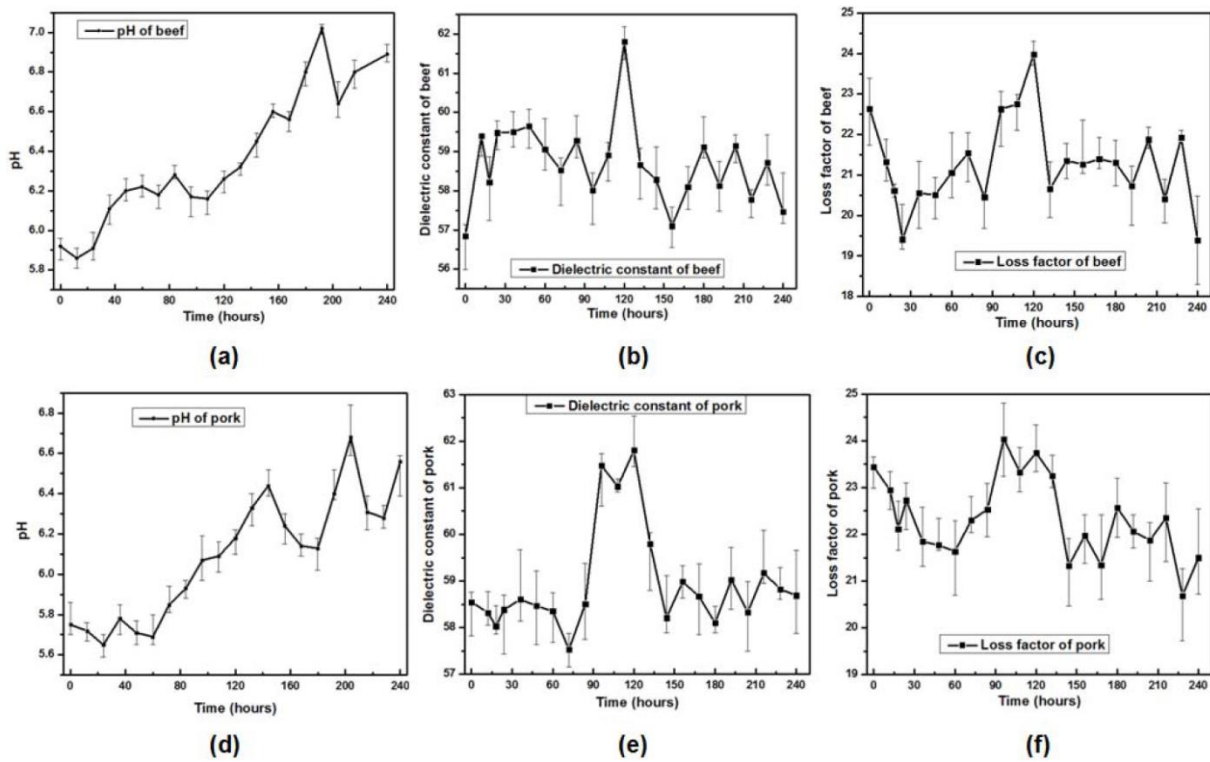 pH of beef
7.0
6.8
6.6
6.4
6.2
6.0
5.8
pH
0 40 80 120 160 200 240
Time (hours)
(a)
Dielectric constant of beef
62
61
60
59
58
57
56
Dielectric constant of beef
0 30 60 90 120 150 180 210 240
Time (hours)
(b)
25
24
23
22
21
20
19
18
Loss factor of beef
Loss factor of beef
0 30 60 90 120 150 180 210 240
Time (hours)
(c)
pH of pork
6.8
6.6
6.4
6.2
6.0
5.8
5.6
pH
0 40 80 120 160 200 240
Time (hours)
(d)
Dielectric constant of pork
63
62
61
60
59
58
57
Dielectric constant of pork
0 30 60 90 120 150 180 210 240
Time (hours)
(e)
25
24
23
22
21
20
19
Loss factor of pork
Loss factor of pork
0 30 60 90 120 150 180 210 240
Time (hours)
(f)